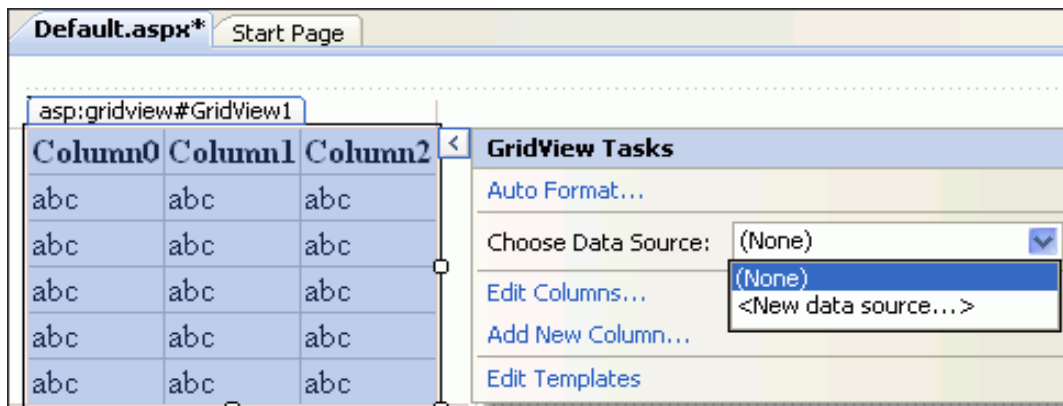 Default.aspx* Start Page
asp:gridview#GridView1
Column0 Column1 Column2
abc abc abc
abc abc abc
abc abc abc
abc abc abc
abc abc abc
<
GridView Tasks
Auto Format...
Choose Data Source: (None)
(None)
<New data source...>
Edit Columns...
Add New Column...
Edit Templates